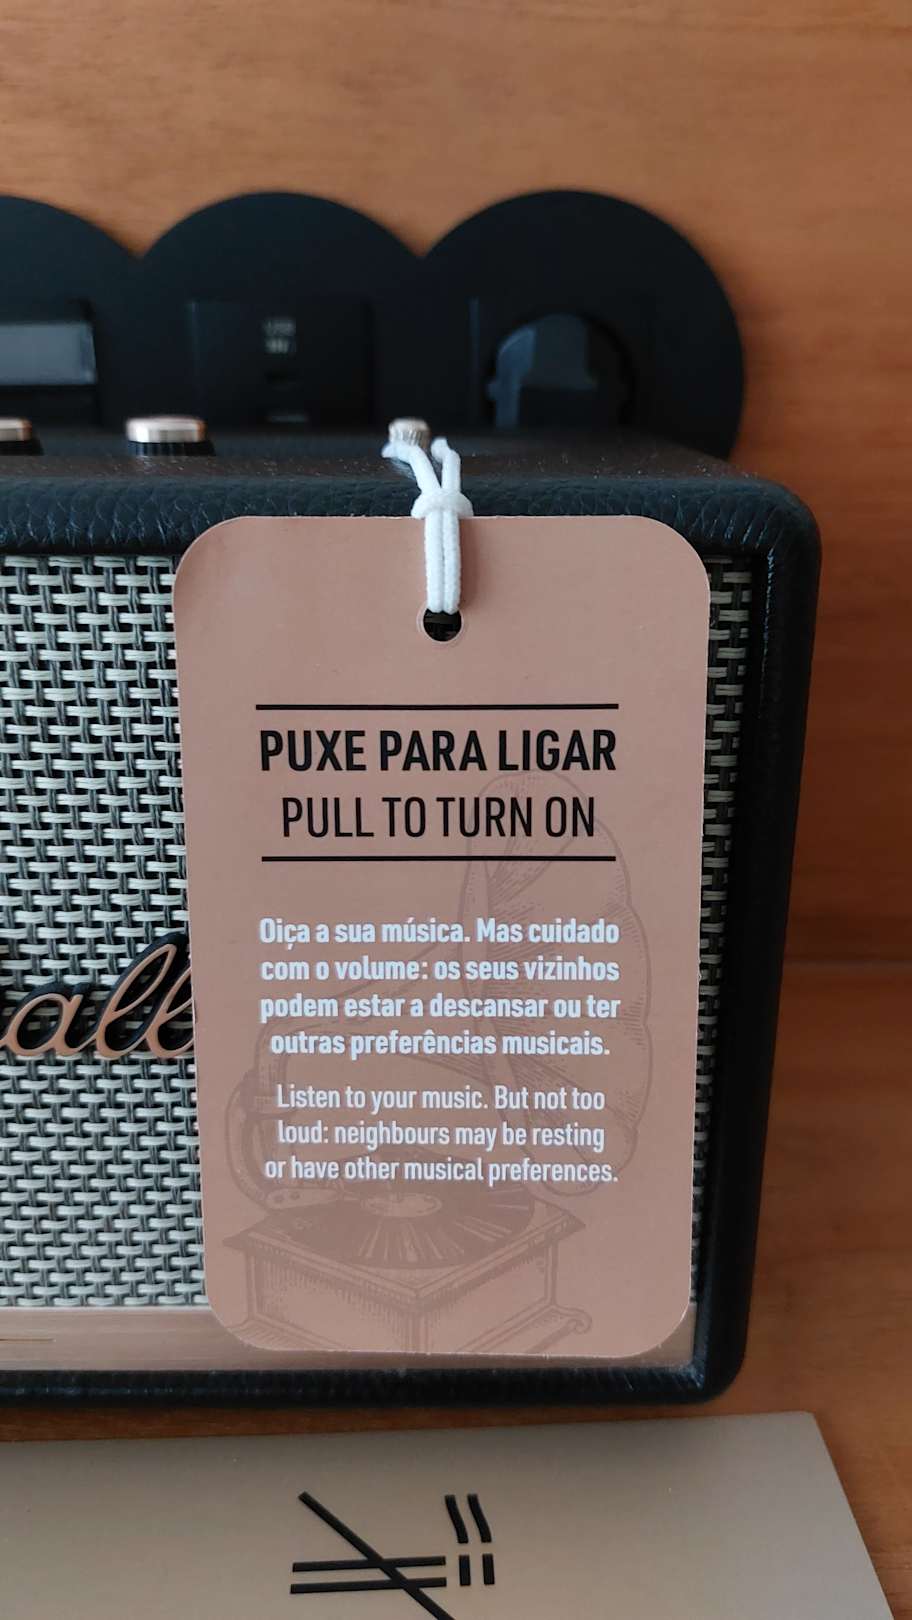 PUXE PARA LIGAR
PULL TO TURN ON
Oiça a sua música. Mas cuidado
com o volume: os seus vizinhos
podem estar a descansar ou ter
outras preferências musicais.
Listen to your music. But not too
loud: neighbours may be resting
or have other musical preferences.
all